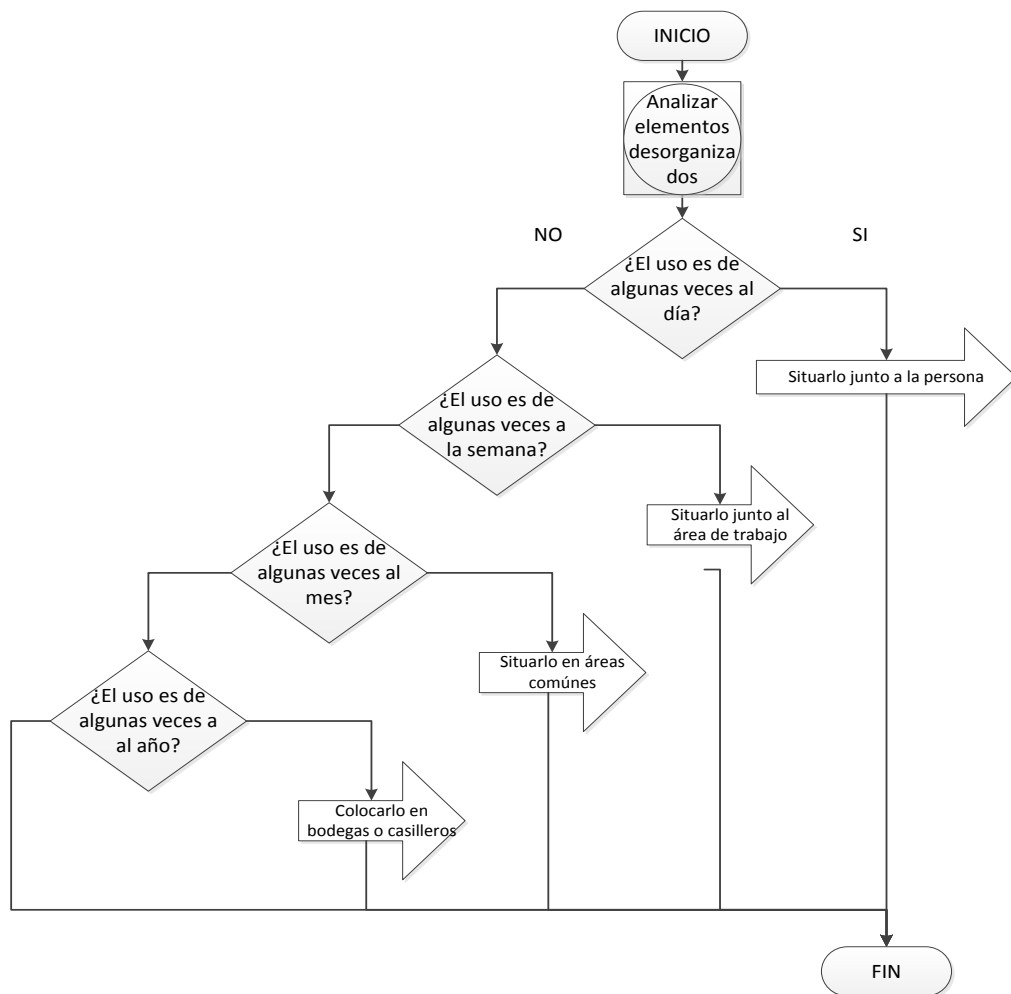 INICIO
Analizar
elementos
desorganiza
dos
NO
SI
¿El uso es de
algunas veces al
día?
Situarlo junto a la persona
¿El uso es de
algunas veces a
la semana?
Situarlo junto al
área de trabajo
¿El uso es de
algunas veces al
mes?
Situarlo en áreas
comúnes
¿El uso es de
algunas veces a
al año?
Colocarlo en
bodegas o casilleros
FIN